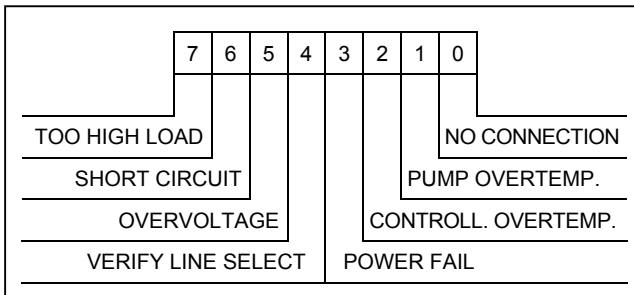 7 6 5 4 3 2 1 0
TOO HIGH LOAD NO CONNECTION
SHORT CIRCUIT PUMP OVERTEMP.
OVERVOLTAGE CONTROLL. OVERTEMP.
VERIFY LINE SELECT POWER FAIL